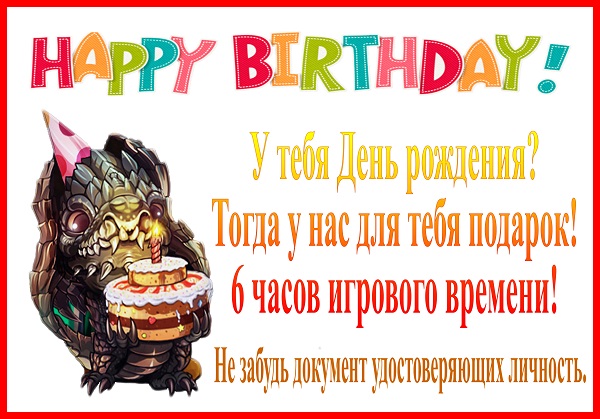 HAPPY BIRTHDAY!
У тебя День рождения?
Тогда у нас для тебя подарок!
6 часов игрового времени!
Не забудь документ удостоверяющих личность.